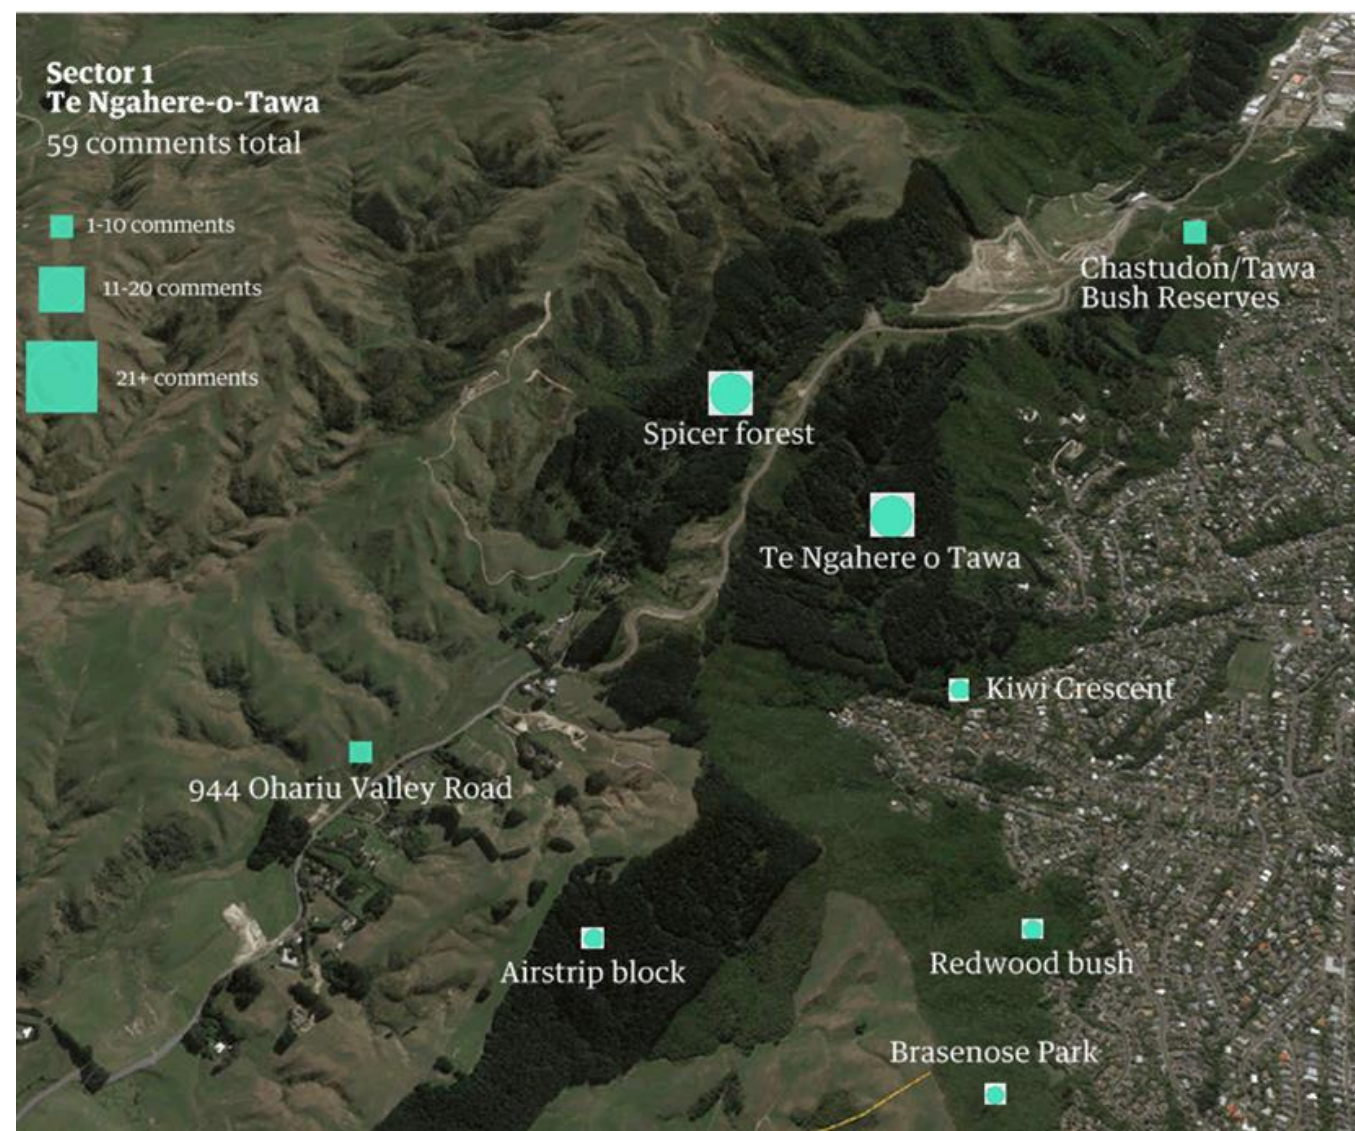 Sector 1
Te Ngahere-o-Tawa
59 comments total
1-10 comments
11-20 comments
21+ comments
Chastudon/Tawa
Bush Reserves
Spicer forest
Te Ngahere o Tawa
Kiwi Crescent
944 Ohariu Valley Road
Airstrip block
Redwood bush
Brasenose Park